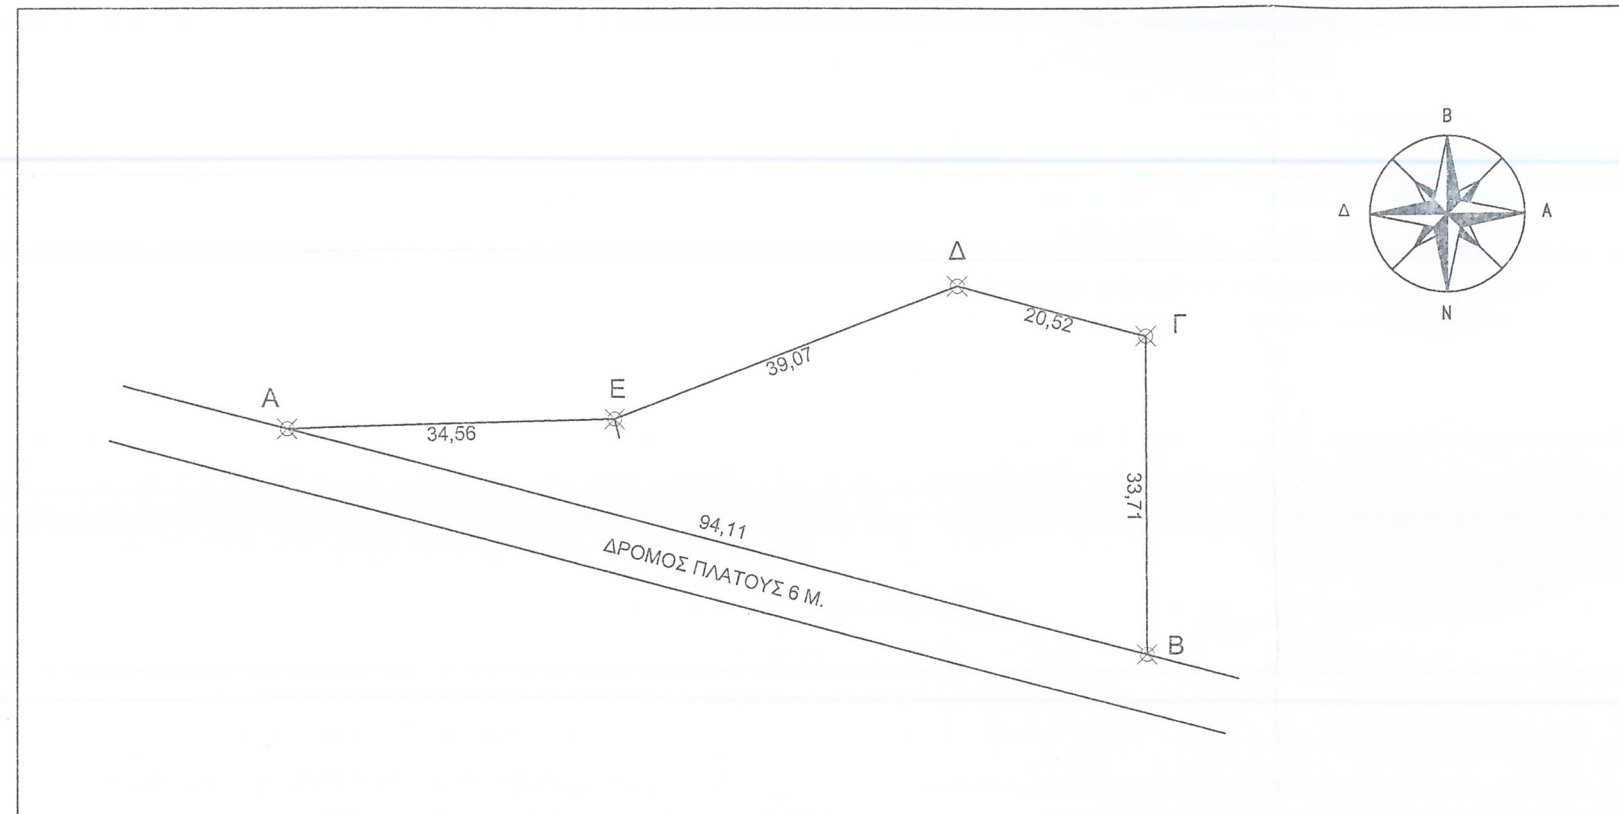 Β
Δ
Α
Ν
Δ
Γ
20,52
39,07
Ε
Α
34,56
33,71
94,11
ΔΡΟΜΟΣ ΠΛΑΤΟΥΣ 6 Μ.
Β